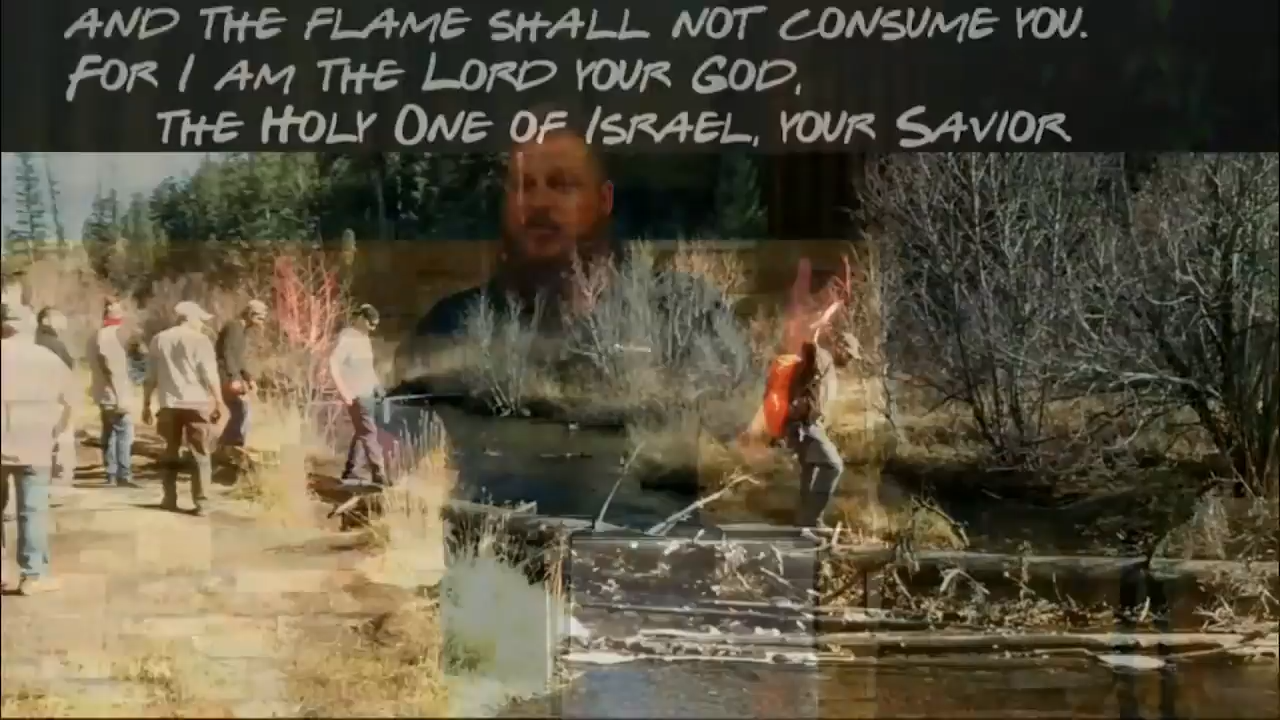 AND THE FLAME SHALL NOT CONSUME YOU.
FOR I AM THE LORD YOUR GOD,
THE HOLY ONE OF ISRAEL, YOUR SAVIOR